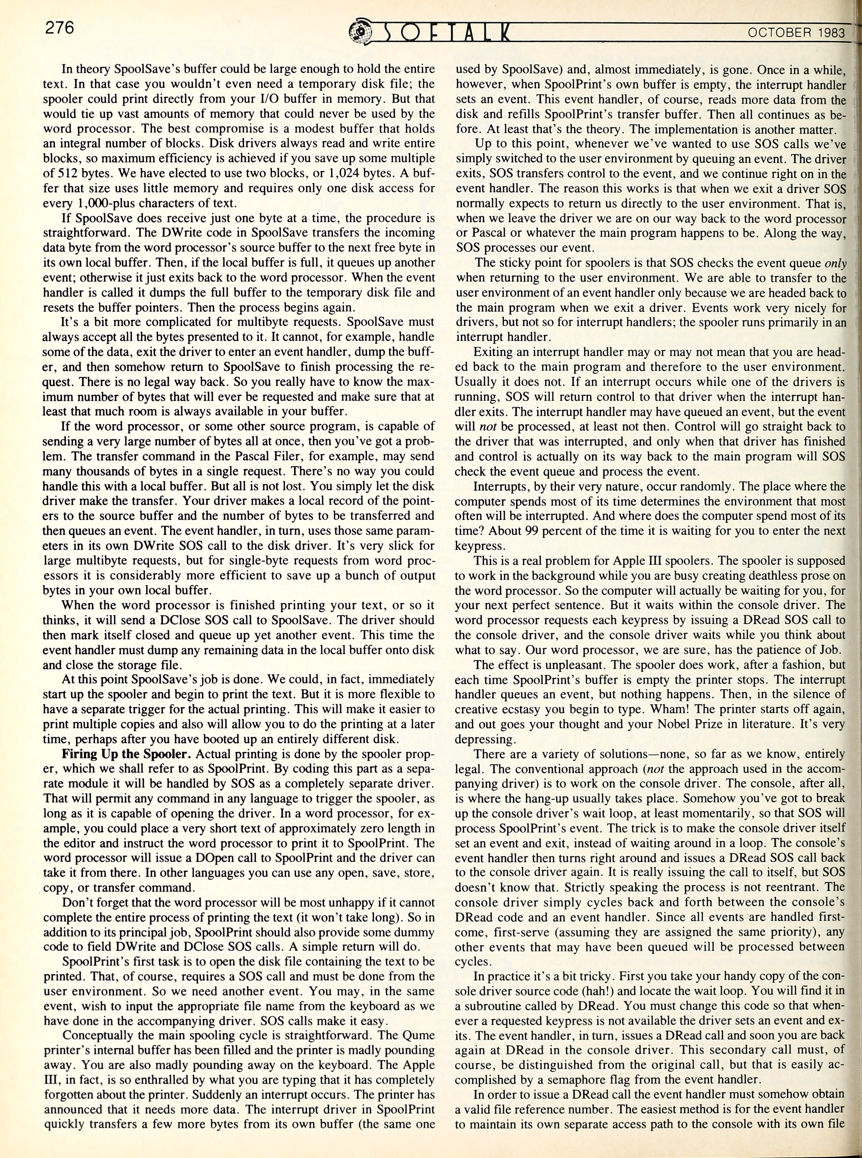 276
SOFTALK
OCTOBER 1983
In theory SpoolSave's buffer could be large enough to hold the entire
text. In that case you wouldn't even need a temporary disk file; the
spooler could print directly from your I/O buffer in memory. But that
would tie up vast amounts of memory that could never be used by the
word processor. The best compromise is a modest buffer that holds
an integral number of blocks. Disk drivers always read and write entire
blocks, so maximum efficiency is achieved if you save up some multiple
of 512 bytes. We have elected to use two blocks, or 1,024 bytes. A buf-
fer that size uses little memory and requires only one disk access for
every 1,000-plus characters of text.
If SpoolSave does receive just one byte at a time, the procedure is
straightforward. The DWrite code in SpoolSave transfers the incoming
data byte from the word processor's source buffer to the next free byte in
its own local buffer. Then, if the local buffer is full, it queues up another
event; otherwise it just exits back to the word processor. When the event
handler is called it dumps the full buffer to the temporary disk file and
resets the buffer pointers. Then the process begins again.
It's a bit more complicated for multibyte requests. SpoolSave must
always accept all the bytes presented to it. It cannot, for example, handle
some of the data, exit the driver to enter an event handler, dump the buff-
er, and then somehow return to SpoolSave to finish processing the re-
quest. There is no legal way back. So you really have to know the max-
imum number of bytes that will ever be requested and make sure that at
least that much room is always available in your buffer.
If the word processor, or some other source program, is capable of
sending a very large number of bytes all at once, then you've got a prob-
lem. The transfer command in the Pascal Filer, for example, may send
many thousands of bytes in a single request. There's no way you could
handle this with a local buffer. But all is not lost. You simply let the disk
driver make the transfer. Your driver makes a local record of the point-
ers to the source buffer and the number of bytes to be transferred and
then queues an event. The event handler, in turn, uses those same param-
eters in its own DWrite SOS call to the disk driver. It's very slick for
large multibyte requests, but for single-byte requests from word proc-
essors it is considerably more efficient to save up a bunch of output
bytes in your own local buffer.
When the word processor is finished printing your text, or so it
thinks, it will send a DClose SOS call to SpoolSave. The driver should
then mark itself closed and queue up yet another event. This time the
event handler must dump any remaining data in the local buffer onto disk
and close the storage file.
At this point SpoolSave's job is done. We could, in fact, immediately
start up the spooler and begin to print the text. But it is more flexible to
have a separate trigger for the actual printing. This will make it easier to
print multiple copies and also will allow you to do the printing at a later
time, perhaps after you have booted up an entirely different disk.
Firing Up the Spooler. Actual printing is done by the spooler prop-
er, which we shall refer to as SpoolPrint. By coding this part as a sepa-
rate module it will be handled by SOS as a completely separate driver.
That will permit any command in any language to trigger the spooler, as
long as it is capable of opening the driver. In a word processor, for ex-
ample, you could place a very short text of approximately zero length in
the editor and instruct the word processor to print it to SpoolPrint. The
word processor will issue a DOpen call to SpoolPrint and the driver can
take it from there. In other languages you can use any open, save, store,
copy, or transfer command.
Don't forget that the word processor will be most unhappy if it cannot
complete the entire process of printing the text (it won't take long). So in
addition to its principal job, SpoolPrint should also provide some dummy
code to field DWrite and DClose SOS calls. A simple return will do.
SpoolPrint's first task is to open the disk file containing the text to be
printed. That, of course, requires a SOS call and must be done from the
user environment. So we need another event. You may, in the same
event, wish to input the appropriate file name from the keyboard as we
have done in the accompanying driver. SOS calls make it easy.
Conceptually the main spooling cycle is straightforward. The Qume
printer's internal buffer has been filled and the printer is madly pounding
away. You are also madly pounding away on the keyboard. The Apple
III, in fact, is so enthralled by what you are typing that it has completely
forgotten about the printer. Suddenly an interrupt occurs. The printer has
announced that it needs more data. The interrupt driver in SpoolPrint
quickly transfers a few more bytes from its own buffer (the same one
used by SpoolSave) and, almost immediately, is gone. Once in a while,
however, when SpoolPrint's own buffer is empty, the interrupt handler
sets an event. This event handler, of course, reads more data from the
disk and refills SpoolPrint's transfer buffer. Then all continues as be-
fore. At least that's the theory. The implementation is another matter.
Up to this point, whenever we've wanted to use SOS calls we've
simply switched to the user environment by queuing an event. The driver
exits, SOS transfers control to the event, and we continue right on in the
event handler. The reason this works is that when we exit a driver SOS
normally expects to return us directly to the user environment. That is,
when we leave the driver we are on our way back to the word processor
or Pascal or whatever the main program happens to be. Along the way,
SOS processes our event.
The sticky point for spoolers is that SOS checks the event queue only
when returning to the user environment. We are able to transfer to the
user environment of an event handler only because we are headed back to
the main program when we exit a driver. Events work very nicely for
drivers, but not so for interrupt handlers; the spooler runs primarily in an
interrupt handler.
Exiting an interrupt handler may or may not mean that you are head-
ed back to the main program and therefore to the user environment.
Usually it does not. If an interrupt occurs while one of the drivers is
running, SOS will return control to that driver when the interrupt han-
dler exits. The interrupt handler may have queued an event, but the event
will not be processed, at least not then. Control will go straight back to
the driver that was interrupted, and only when that driver has finished
and control is actually on its way back to the main program will SOS
check the event queue and process the event.
Interrupts, by their very nature, occur randomly. The place where the
computer spends most of its time determines the environment that most
often will be interrupted. And where does the computer spend most of its
time? About 99 percent of the time it is waiting for you to enter the next
keypress.
This is a real problem for Apple III spoolers. The spooler is supposed
to work in the background while you are busy creating deathless prose on
the word processor. So the computer will actually be waiting for you, for
your next perfect sentence. But it waits within the console driver. The
word processor requests each keypress by issuing a DRead SOS call to
the console driver, and the console driver waits while you think about
what to say. Our word processor, we are sure, has the patience of Job.
The effect is unpleasant. The spooler does work, after a fashion, but
each time SpoolPrint's buffer is empty the printer stops. The interrupt
handler queues an event, but nothing happens. Then, in the silence of
creative ecstasy you begin to type. Wham! The printer starts off again,
and out goes your thought and your Nobel Prize in literature. It's very
depressing.
There are a variety of solutions—none, so far as we know, entirely
legal. The conventional approach (not the approach used in the accom-
panying driver) is to work on the console driver. The console, after all,
is where the hang-up usually takes place. Somehow you've got to break
up the console driver's wait loop, at least momentarily, so that SOS will
process SpoolPrint's event. The trick is to make the console driver itself
set an event and exit, instead of waiting around in a loop. The console's
event handler then turns right around and issues a DRead SOS call back
to the console driver again. It is really issuing the call to itself, but SOS
doesn't know that. Strictly speaking the process is not reentrant. The
console driver simply cycles back and forth between the console's
DRead code and an event handler. Since all events are handled first-
come, first-serve (assuming they are assigned the same priority), any
other events that may have been queued will be processed between
cycles.
In practice it's a bit tricky. First you take your handy copy of the con-
sole driver source code (hah!) and locate the wait loop. You will find it in
a subroutine called by DRead. You must change this code so that when-
ever a requested keypress is not available the driver sets an event and ex-
its. The event handler, in turn, issues a DRead call and soon you are back
again at DRead in the console driver. This secondary call must, of
course, be distinguished from the original call, but that is easily ac-
complished by a semaphore flag from the event handler.
In order to issue a DRead call the event handler must somehow obtain
a valid file reference number. The easiest method is for the event handler
to maintain its own separate access path to the console with its own file